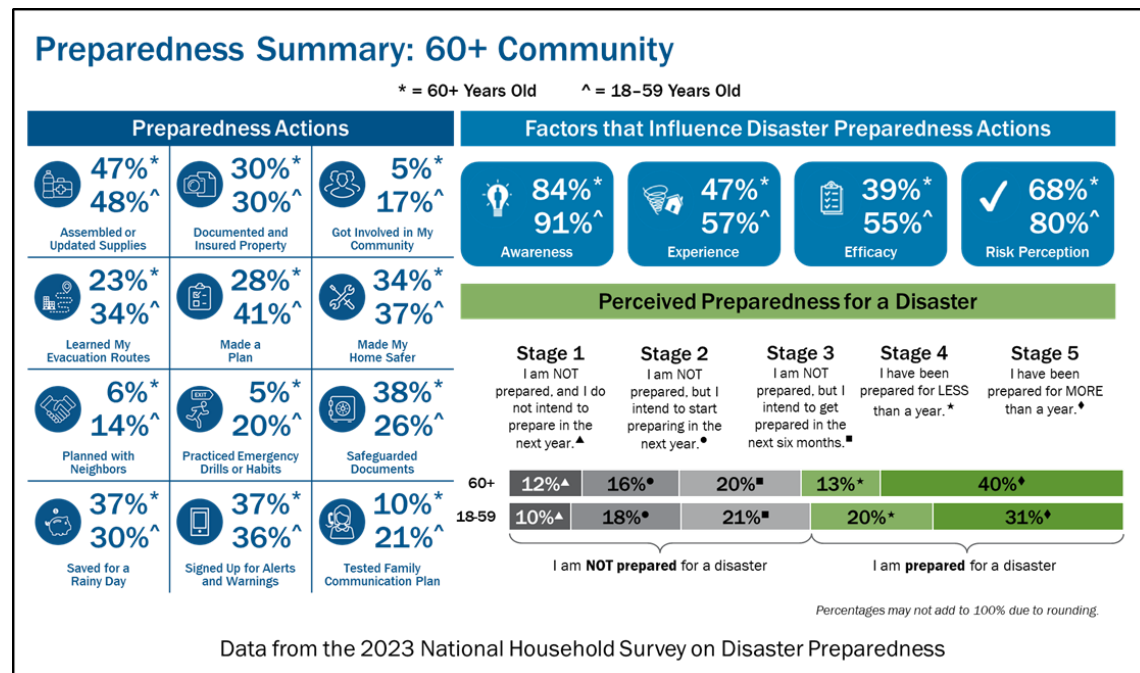 Preparedness Summary: 60+ Community
* = 60+ Years Old ^ = 18–59 Years Old
Preparedness Actions
47%*
48%^
Assembled or
Updated Supplies
30%*
30%^
Documented and
Insured Property
5%*
17%^
Got Involved in My
Community
23%*
34%^
Learned My
Evacuation Routes
28%*
41%^
Made a
Plan
34%*
37%^
Made My
Home Safer
6%*
14%^
Planned with
Neighbors
EXIT
5%*
20%^
Practiced Emergency
Drills or Habits
38%*
26%^
Safeguarded
Documents
37%*
30%^
Saved for a
Rainy Day
37%*
36%^
Signed Up for Alerts
and Warnings
10%*
21%^
Tested Family
Communication Plan
Factors that Influence Disaster Preparedness Actions
84%*
91%^
Awareness
47%*
57%^
Experience
39%*
55%^
Efficacy
68%*
80%^
Risk Perception
Perceived Preparedness for a Disaster
Stage 1
I am NOT
prepared, and I do
not intend to
prepare in the
next year.▲
Stage 2
I am NOT
prepared, but I
intend to start
preparing in the
next year.●
Stage 3
I am NOT
prepared, but I
intend to get
prepared in the
next six months.■
Stage 4
I have been
prepared for LESS
than a year.★
Stage 5
I have been
prepared for MORE
than a year.♦
60+ 12%▲ 16%● 20%■ 13%★ 40%♦
18-59 10%▲ 18%● 21%■ 20%★ 31%♦
I am NOT prepared for a disaster
I am prepared for a disaster
Percentages may not add to 100% due to rounding.
Data from the 2023 National Household Survey on Disaster Preparedness